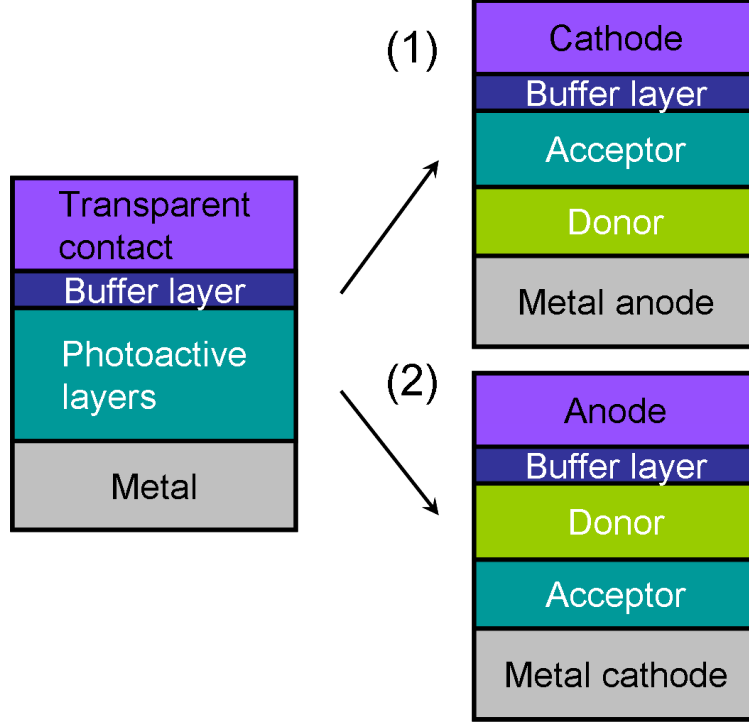 Transparent
contact
Buffer layer
Photoactive
layers
Metal
(1)
Cathode
Buffer layer
Acceptor
Donor
Metal anode
(2)
Anode
Buffer layer
Donor
Acceptor
Metal cathode